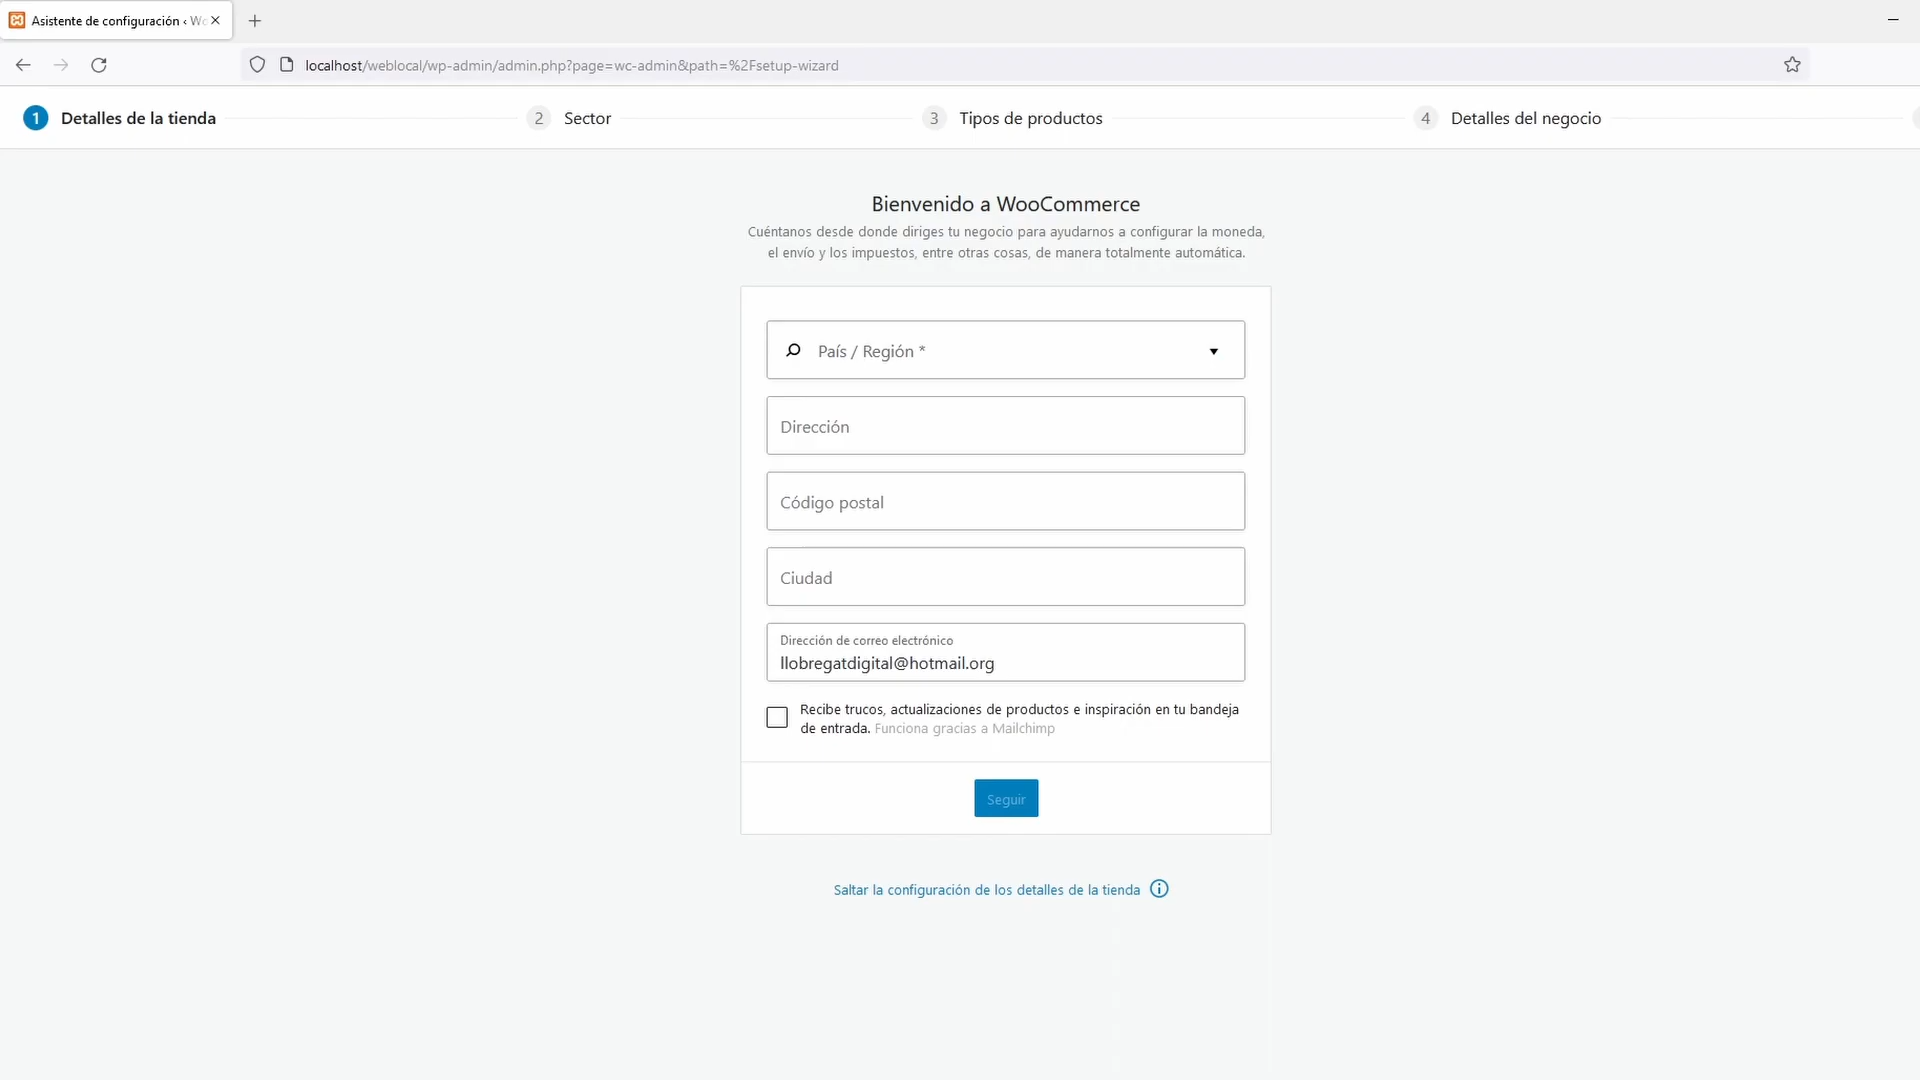 Asistente de configuración ‹ Wo
localhost/weblocal/wp-admin/admin.php?page=wc-admin&path=%2Fsetup-wizard
1 Detalles de la tienda
2 Sector
3 Tipos de productos
4 Detalles del negocio
Bienvenido a WooCommerce
Cuéntanos desde donde diriges tu negocio para ayudarnos a configurar la moneda,
el envío y los impuestos, entre otras cosas, de manera totalmente automática.
País / Región *
Dirección
Código postal
Ciudad
Dirección de correo electrónico
llobregatdigital@hotmail.org
Recibe trucos, actualizaciones de productos e inspiración en tu bandeja
de entrada. Funciona gracias a Mailchimp
Seguir
Saltar la configuración de los detalles de la tienda